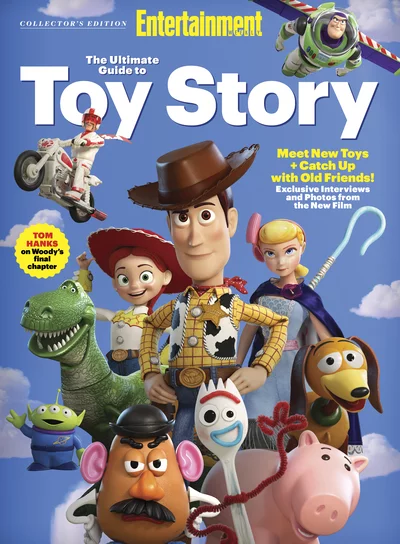 COLLECTOR'S EDITION
Entertainment
WEEKLY
The Ultimate
Guide to
Toy Story
Meet New Toys
+ Catch Up
with Old Friends!
Exclusive Interviews
and Photos from
the New Film
TOM
HANKS
on Woody's
final
chapter